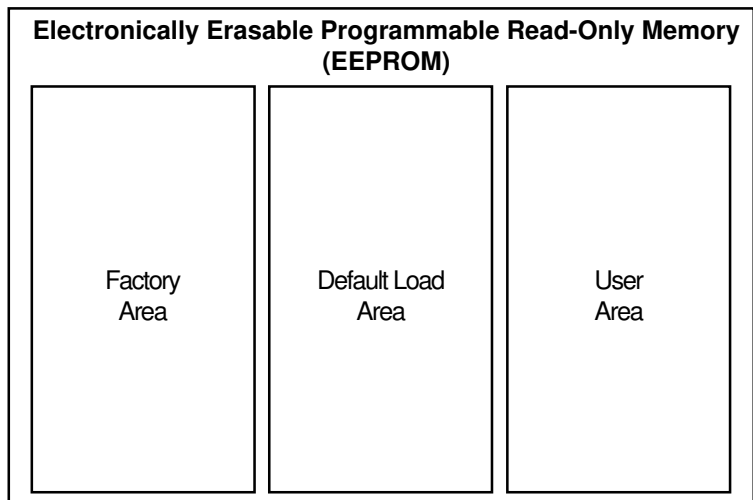 Electronically Erasable Programmable Read-Only Memory
(EEPROM)
Factory
Area
Default Load
Area
User
Area